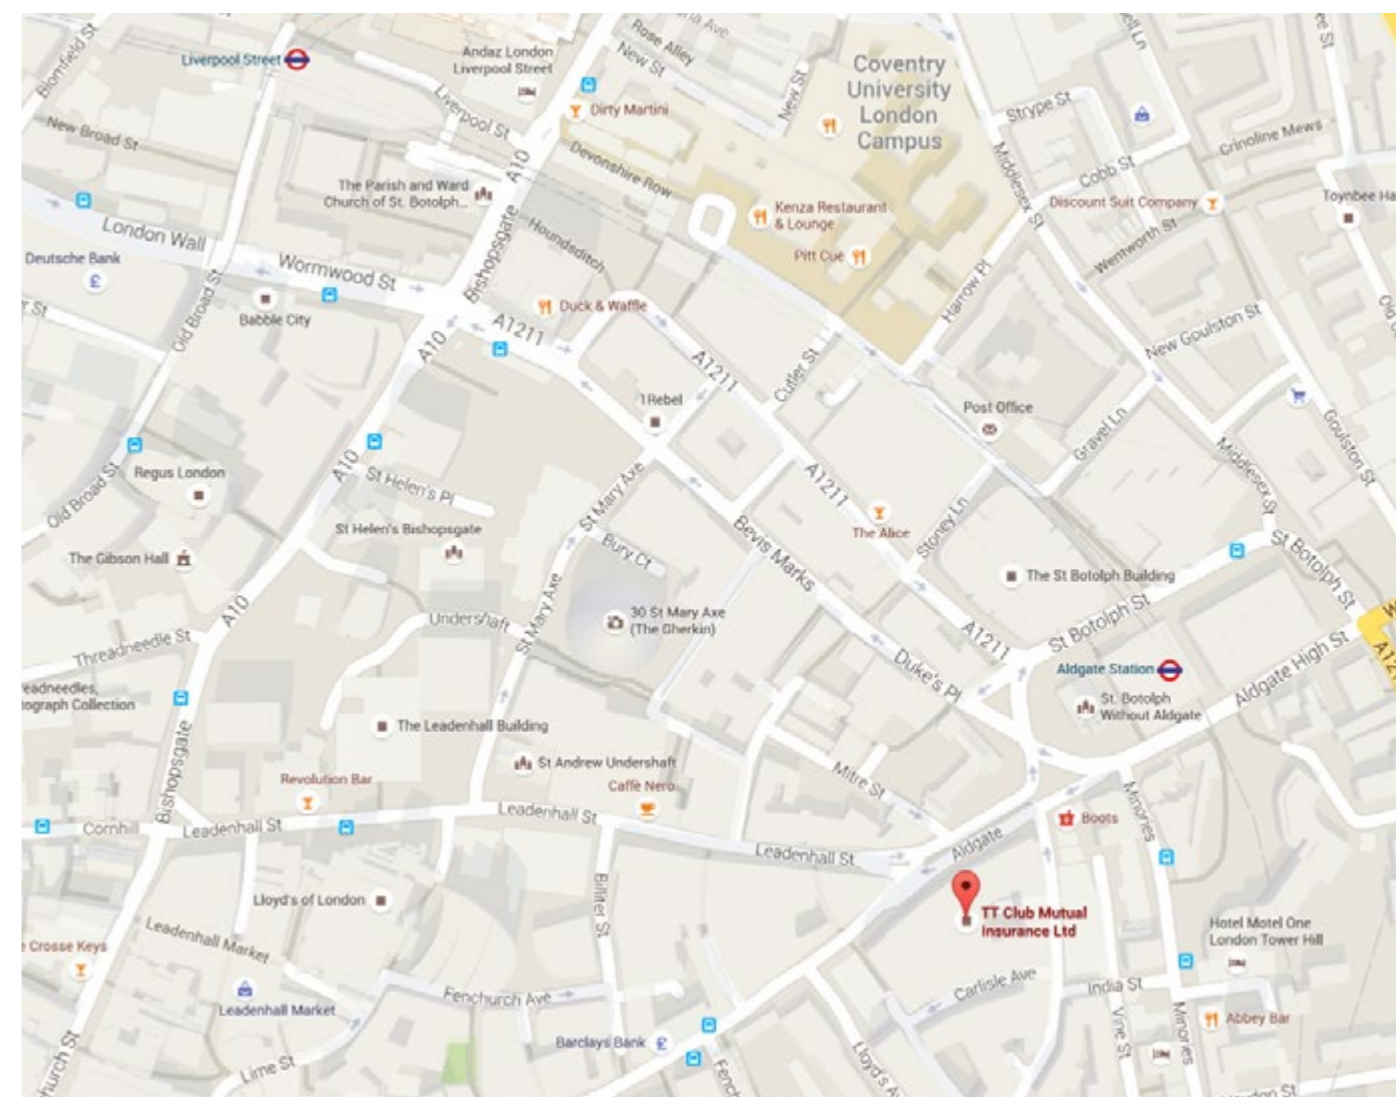 Blomfield St
Liverpool Street
Andaz London
Liverpool Street
Rose Alley
New St
Dirty Martini
New St
Coventry
University
London
Campus
Strype St
Crinoline Mews
New Broad St
Liverpool St
A10
Devonshire Row
Middlesex St
Cobb St
The Parish and Ward
Church of St. Botolph...
Kenza Restaurant
& Lounge
Discount Suit Company
Toynbee Ha
London Wall
Bishopsgate
Houndsditch
Pitt Cue
Wentworth St
Deutsche Bank
Wormwood St
Harrow Pl
Old
Babble City
Old Broad St
Duck & Waffle
A1211
A10
A1211
New Goulston St
Cutler St
1Rebel
Post Office
Gravel Ln
Goulston St
Regus London
Old Broad St
A10
St Helen's Pl
St Mary Axe
A1211
Middlesex St
St Helen's Bishopsgate
Bevis Marks
The Alice
Stoney Ln
The Gibson Hall
Bury Ct
The St Botolph Building
St Botolph St
A10
Undershaft
St Mary Axe
30 St Mary Axe
(The Gherkin)
A1211
St Botolph St
Threadneedle St
Duke's Pl
Aldgate Station
Aldgate High St
readneedles,
tograph Collection
St. Botolph
Without Aldgate
The Leadenhall Building
Bishopsgate
St Andrew Undershaft
Mitre St
Revolution Bar
Caffè Nero
Minories
Cornhill
Leadenhall St
Leadenhall St
Boots
Leadenhall St
Aldgate
Lloyd's of London
Billiter St
TT Club Mutual
Insurance Ltd
Leadenhall Market
Hotel Motel One
London Tower Hill
e Crosse Keys
Carlisle Ave
India St
Leadenhall Market
Fenchurch Ave
Vine St
Minories
Abbey Bar
Barclays Bank
Lime St
Fench
Lloyd's A
hurch St